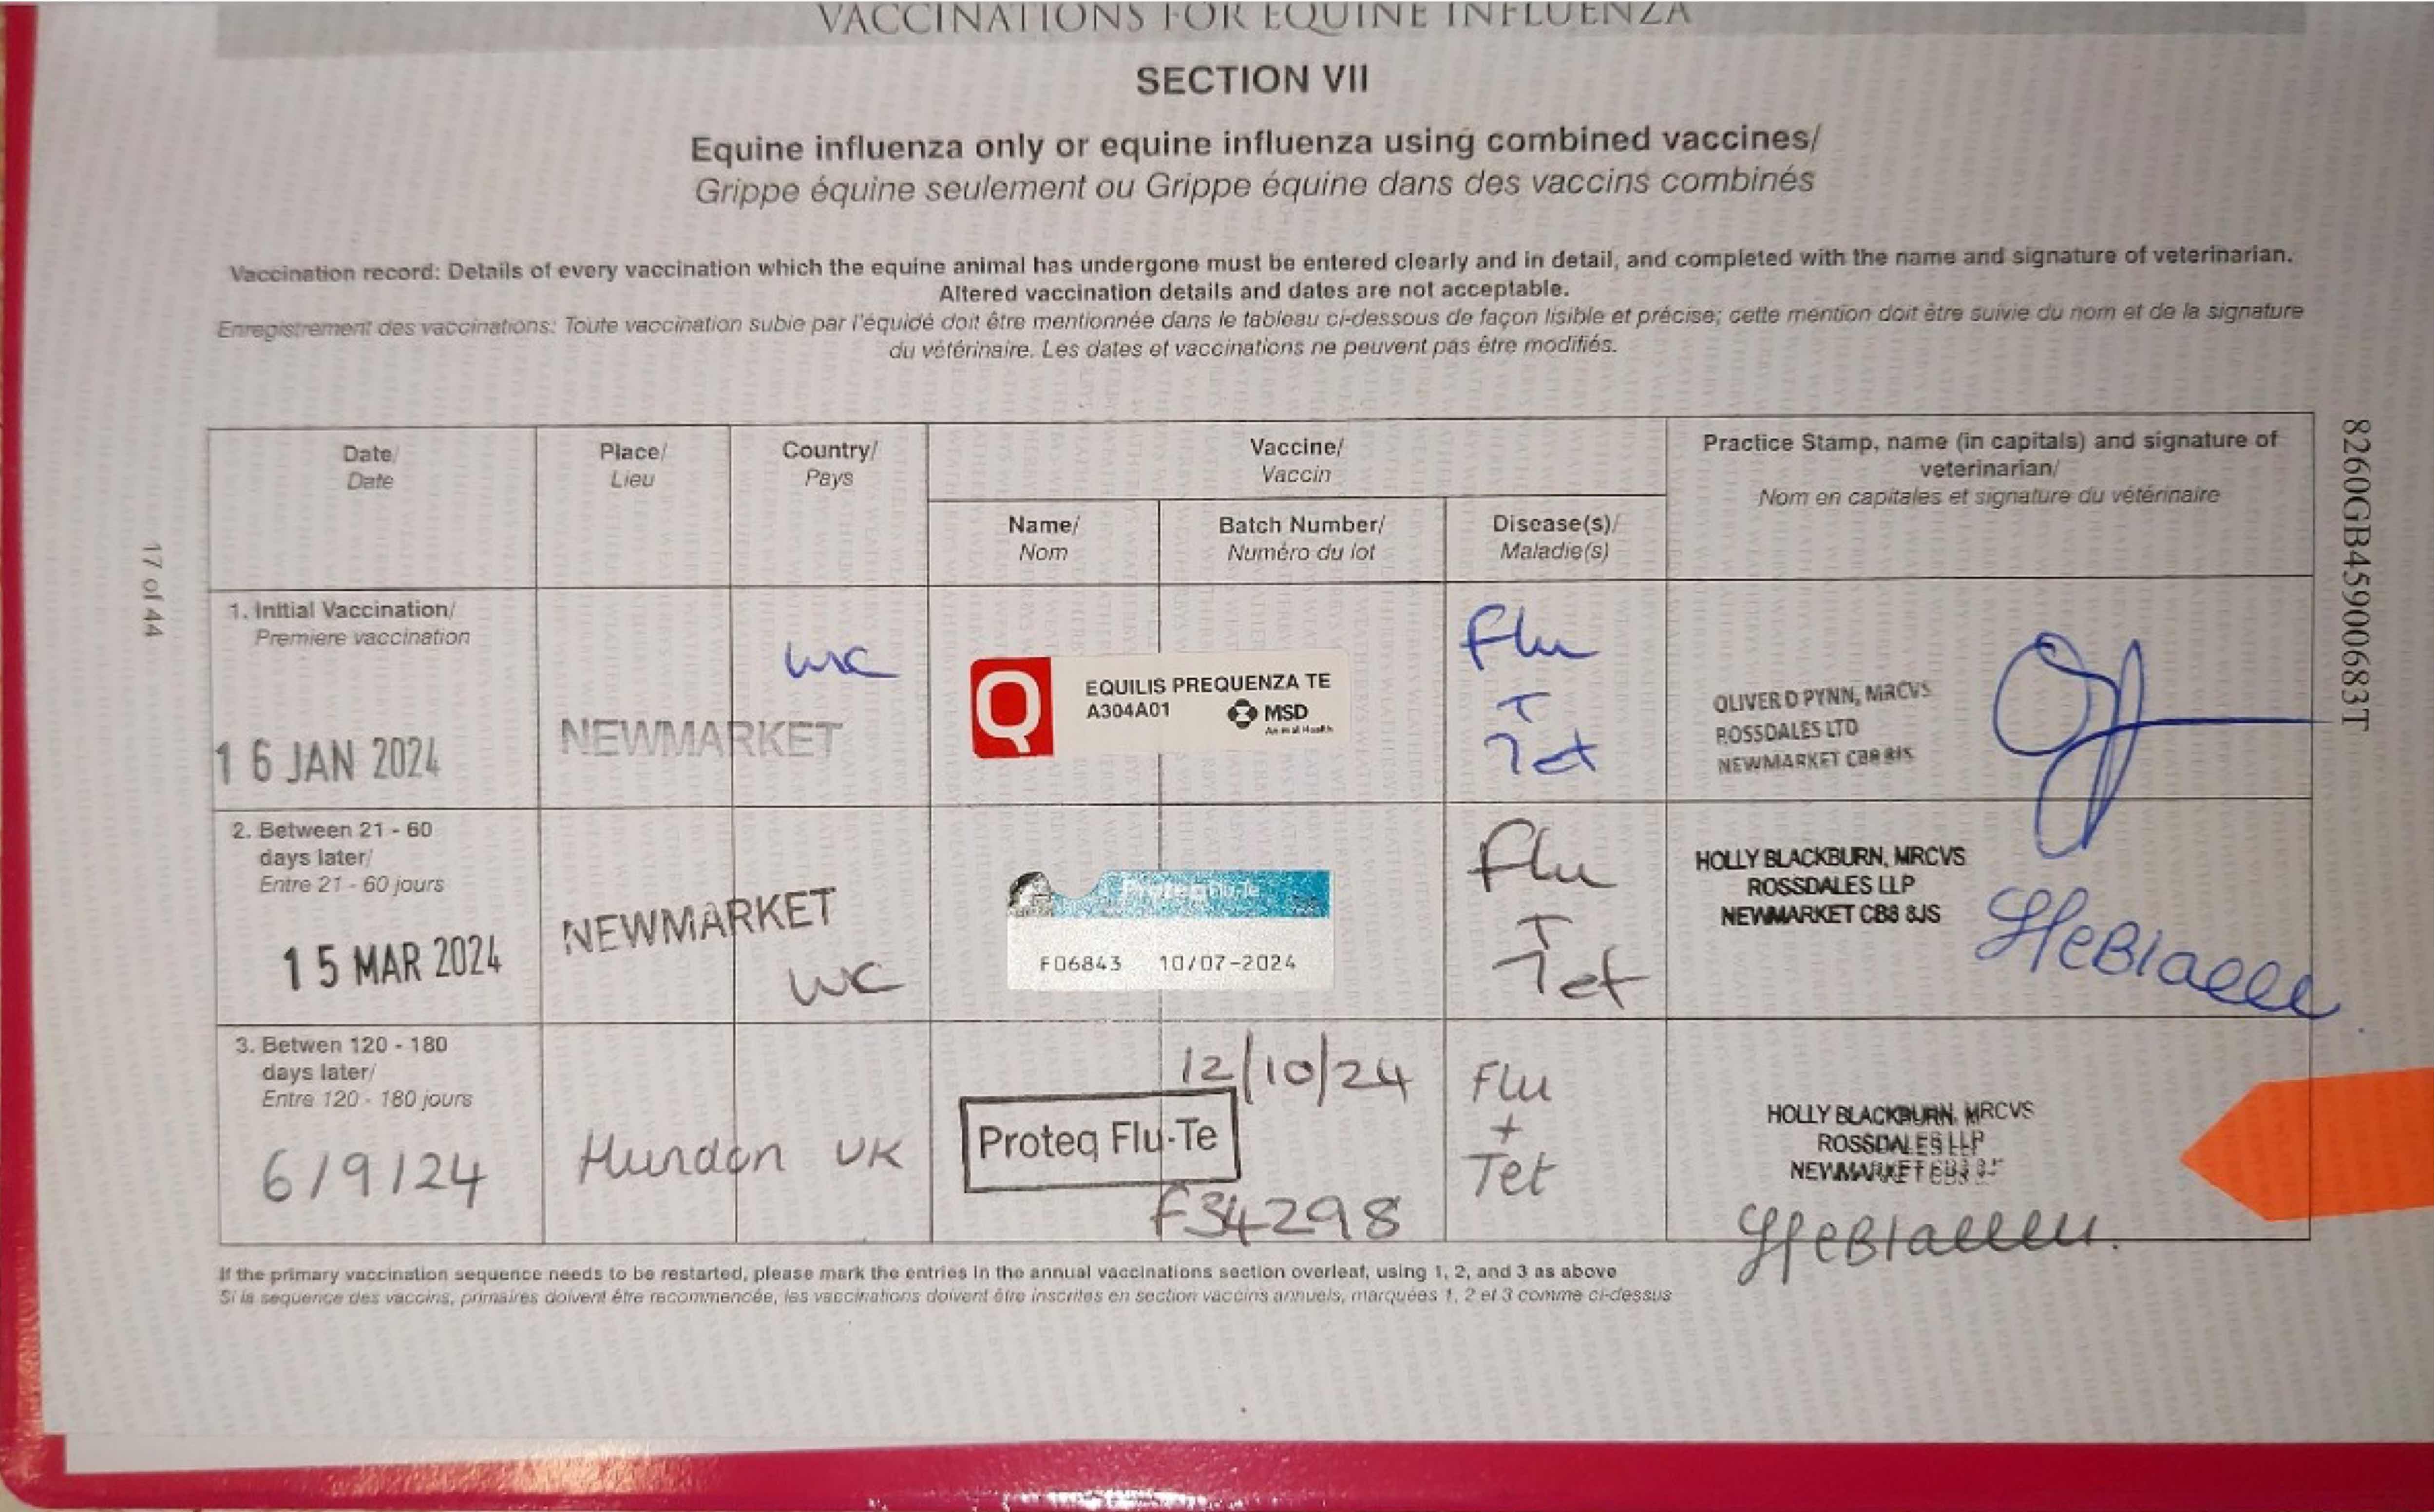 VACCINATIONS FOR EQUINE INFLUENZA
SECTION VII
Equine influenza only or equine influenza using combined vaccines/
Grippe équine seulement ou Grippe équine dans des vaccins combinés
Vaccination record: Details of every vaccination which the equine animal has undergone must be entered clearly and in detail, and completed with the name and signature of veterinarian.
Altered vaccination details and dates are not acceptable.
Enregistrement des vaccinations: Toute vaccination subie par l'équidé doit être mentionnée dans le tableau ci-dessous de façon lisible et précise; cette mention doit être suivie du nom et de la signature
du vétérinaire. Les dates et vaccinations ne peuvent pas être modifiés.
Date/
Date
Place/
Lieu
Country/
Pays
Vaccine/
Vaccin
Name/
Nom
Batch Number/
Numéro du lot
Disease(s)/
Maladie(s)
Practice Stamp, name (in capitals) and signature of
veterinarian/
Nom en capitales et signature du vétérinaire
1. Initial Vaccination/
Premiere vaccination
16 JAN 2024
NEWMARKET
UK
Q
EQUILIS PREQUENZA TE
A304A01
MSD
Animal Health
Flu
+
Tet
OLIVER D PYNN, MRCVS
ROSSDALES LTD
NEWMARKET CB8 8JS
2. Between 21 - 60
days later/
Entre 21 - 60 jours
15 MAR 2024
NEWMARKET
UK
ProteqFlu-Te
F06843 10/07-2024
Flu
+
Tet
HOLLY BLACKBURN, MRCVS
ROSSDALES LLP
NEWMARKET CB8 8JS
3. Betwen 120 - 180
days later/
Entre 120 - 180 jours
6/9/24
Hundon
UK
12/10/24
Proteq Flu-Te
F34298
Flu
+
Tet
HOLLY BLACKBURN, MRCVS
ROSSDALES LLP
NEWMARKET
If the primary vaccination sequence needs to be restarted, please mark the entries in the annual vaccinations section overleaf, using 1, 2, and 3 as above
Si la sequence des vaccins, primaires doivent être recommencée, les vaccinations doivent être inscrites en section vaccins annuels, marquées 1, 2 et 3 comme ci-dessus
17 of 44
8260GB45900683T